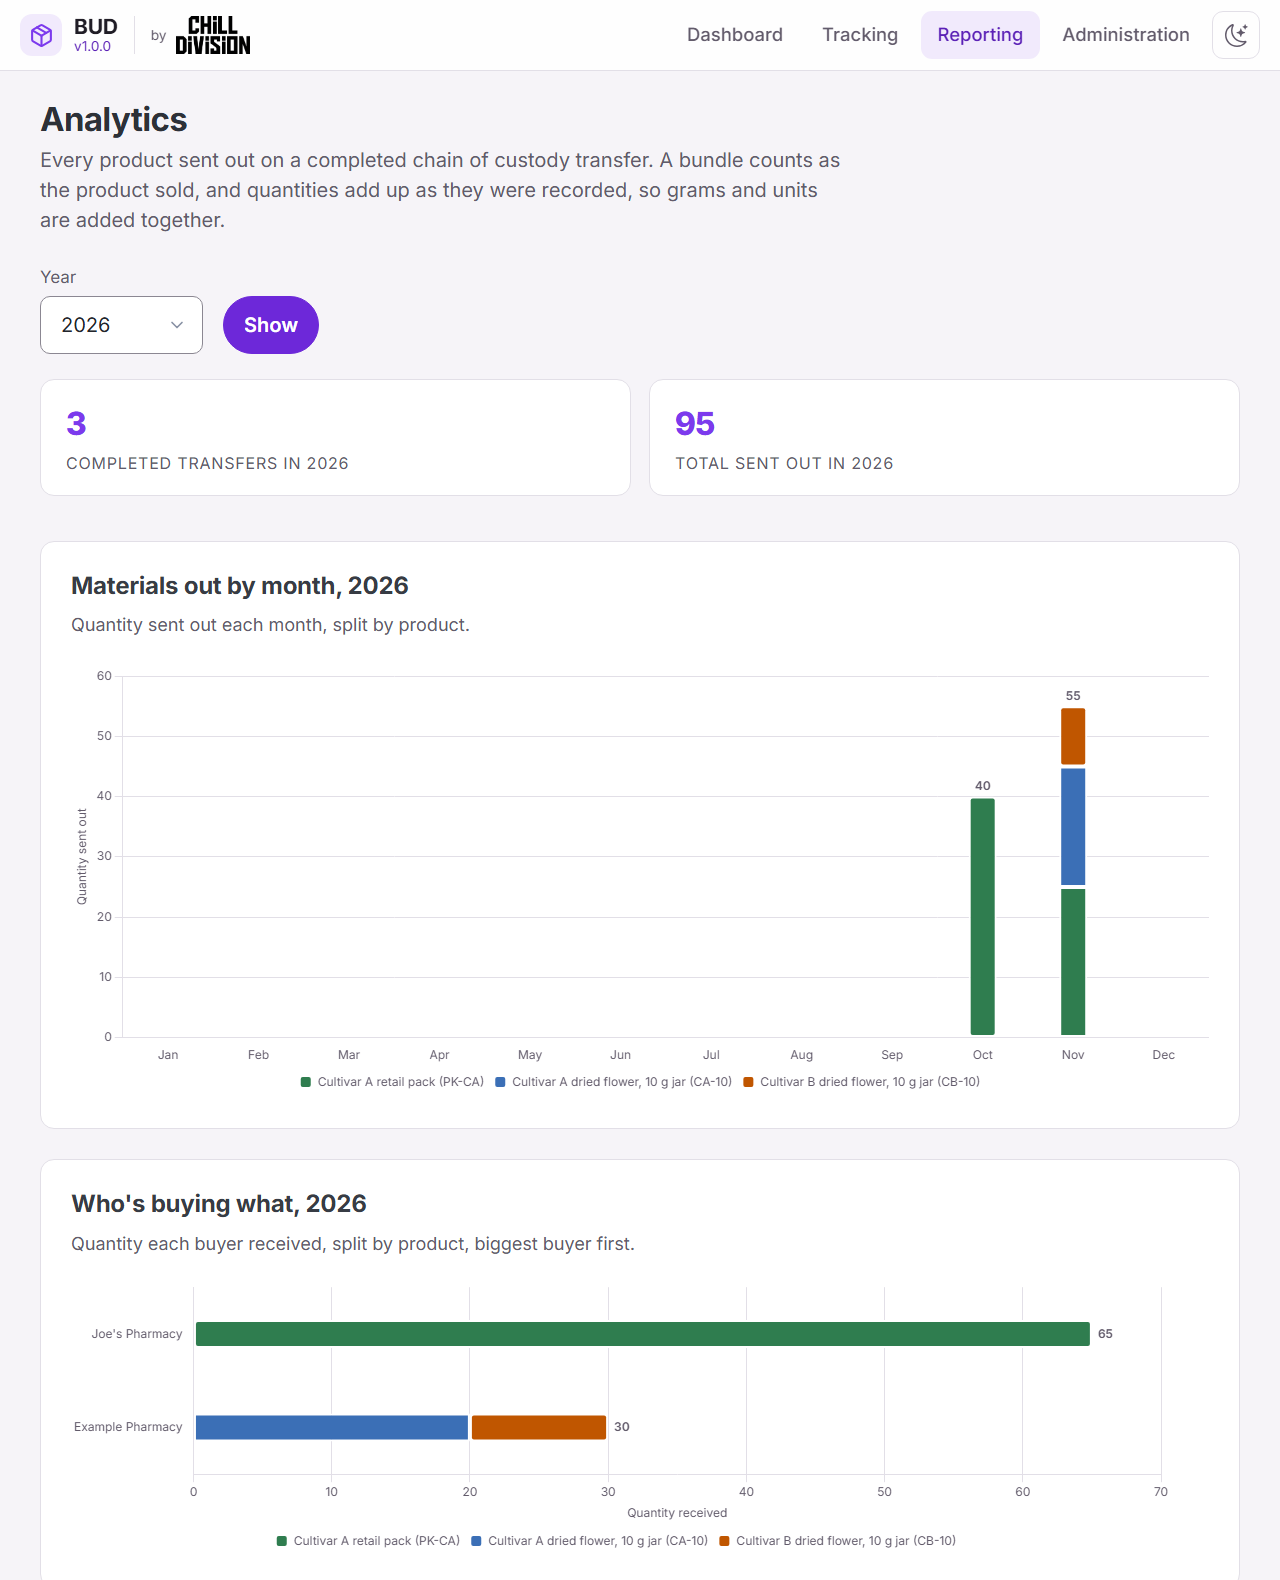 BUD
v1.0.0
by
CHILL DIVISION
Dashboard
Tracking
Reporting
Administration
Analytics
Every product sent out on a completed chain of custody transfer. A bundle counts as
the product sold, and quantities add up as they were recorded, so grams and units
are added together.
Year
2026
Show
3
COMPLETED TRANSFERS IN 2026
95
TOTAL SENT OUT IN 2026
Materials out by month, 2026
Quantity sent out each month, split by product.
Quantity sent out
60
50
40
30
20
10
0
40
55
Jan Feb Mar Apr May Jun Jul Aug Sep Oct Nov Dec
Cultivar A retail pack (PK-CA) Cultivar A dried flower, 10 g jar (CA-10) Cultivar B dried flower, 10 g jar (CB-10)
Who's buying what, 2026
Quantity each buyer received, split by product, biggest buyer first.
Joe's Pharmacy 65
Example Pharmacy 30
0 10 20 30 40 50 60 70
Quantity received
Cultivar A retail pack (PK-CA) Cultivar A dried flower, 10 g jar (CA-10) Cultivar B dried flower, 10 g jar (CB-10)